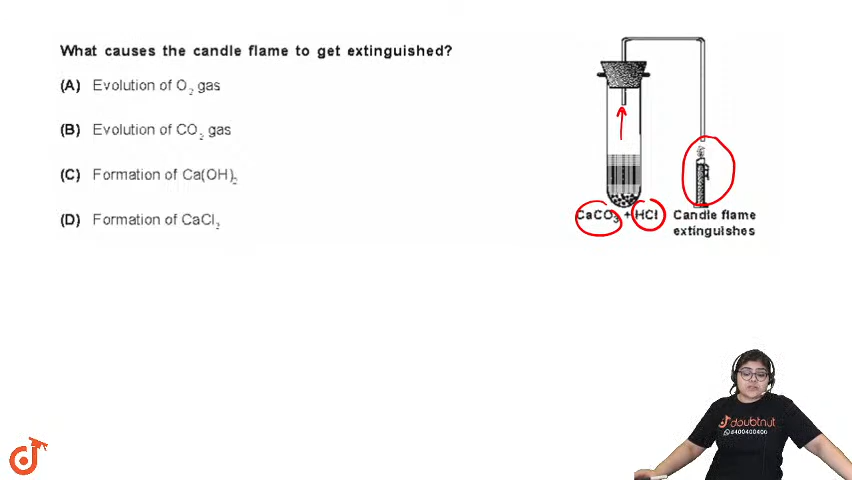 What causes the candle flame to get extinguished?
(A) Evolution of O₂ gas
(B) Evolution of CO₂ gas
(C) Formation of Ca(OH)₂
(D) Formation of CaCl₂
CaCO₃ + HCl
Candle flame
extinguishes
doubtnut
8400400400